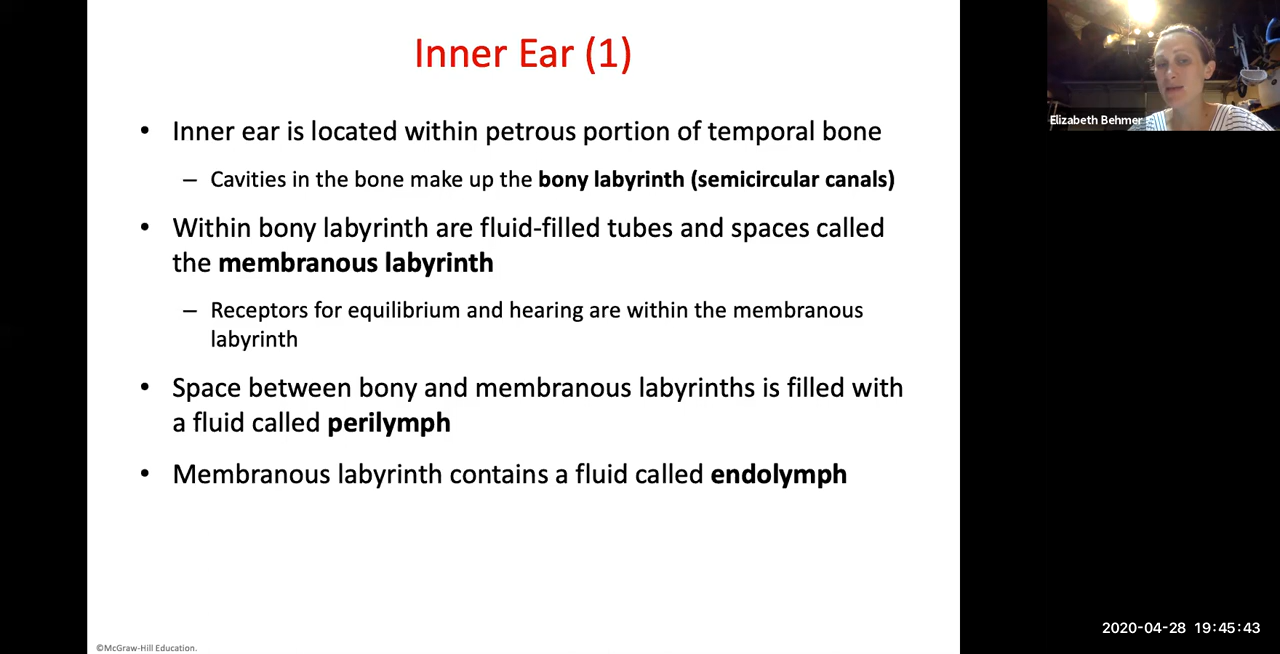 Inner Ear (1)
• Inner ear is located within petrous portion of temporal bone
– Cavities in the bone make up the bony labyrinth (semicircular canals)
• Within bony labyrinth are fluid-filled tubes and spaces called
the membranous labyrinth
– Receptors for equilibrium and hearing are within the membranous
labyrinth
• Space between bony and membranous labyrinths is filled with
a fluid called perilymph
• Membranous labyrinth contains a fluid called endolymph
©McGraw-Hill Education.
Elizabeth Behmer
2020-04-28 19:45:43